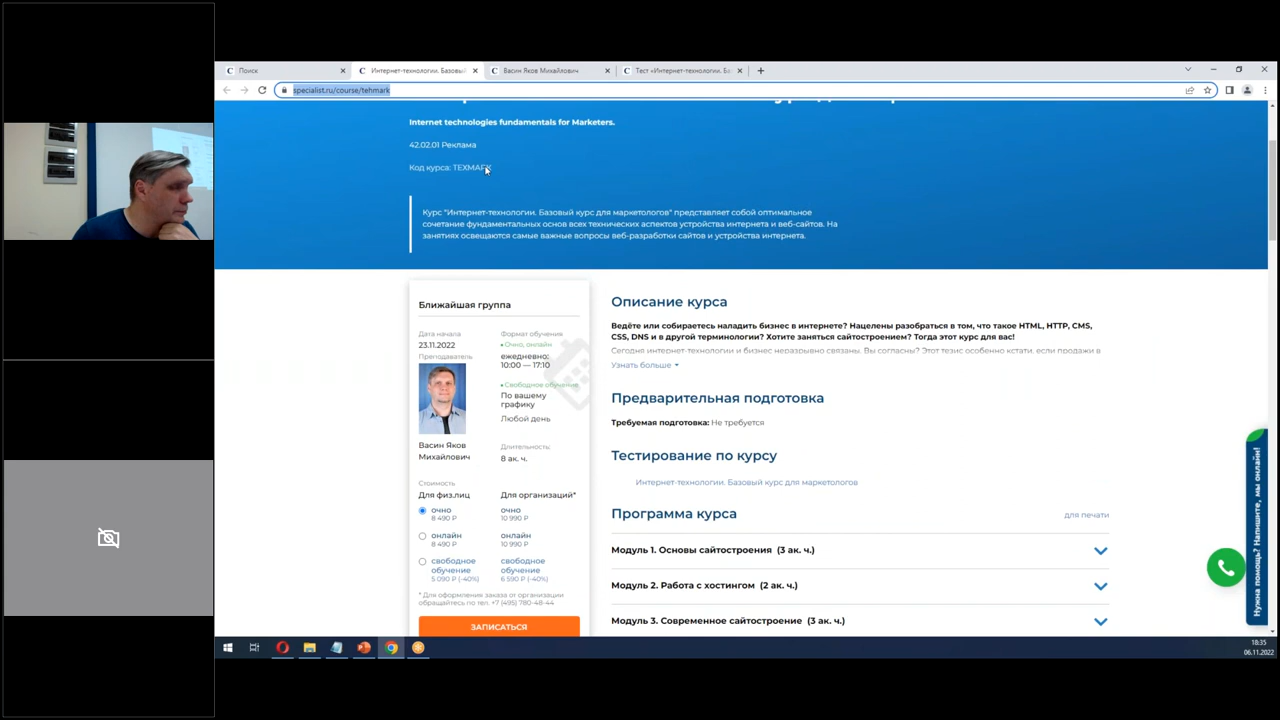 Поиск
Интернет-технологии. Базовый
Васин Яков Михайлович
Тест «Интернет-технологии. Ба
specialist.ru/course/tehmark
Internet technologies fundamentals for Marketers.
42.02.01 Реклама
Код курса: ТЕХМАРК
Курс "Интернет-технологии. Базовый курс для маркетологов" представляет собой оптимальное
сочетание фундаментальных основ всех технических аспектов устройства интернета и веб-сайтов. На
занятиях освещаются самые важные вопросы веб-разработки сайтов и устройства интернета.
Ближайшая группа
Дата начала
23.11.2022
Преподаватель
Формат обучения
Очно, онлайн
ежедневно:
10:00 — 17:10
Свободное обучение
По вашему
графику
Любой день
Васин Яков
Михайлович
Длительность:
8 ак. ч.
Стоимость
Для физ.лиц
Для организаций*
очно
8 490 Р
очно
10 990 Р
онлайн
8 490 Р
онлайн
10 990 Р
свободное
обучение
5 090 Р (-40%)
свободное
обучение
6 590 Р (-40%)
* Для оформления заказа от организации
обращайтесь по тел. +7 (495) 780-48-44
ЗАПИСАТЬСЯ
Описание курса
Ведёте или собираетесь наладить бизнес в интернете? Нацелены разобраться в том, что такое HTML, HTTP, CMS,
CSS, DNS и в другой терминологии? Хотите заняться сайтостроением? Тогда этот курс для вас!
Сегодня интернет-технологии и бизнес неразрывно связаны. Вы согласны? Этот тезис особенно кстати, если продажи в
Узнать больше
Предварительная подготовка
Требуемая подготовка: Не требуется
Тестирование по курсу
Интернет-технологии. Базовый курс для маркетологов
Программа курса
для печати
Модуль 1. Основы сайтостроения (3 ак. ч.)
Модуль 2. Работа с хостингом (2 ак. ч.)
Модуль 3. Современное сайтостроение (3 ак. ч.)
Нужна помощь? Напишите, мы онлайн!
18:35
06.11.2022